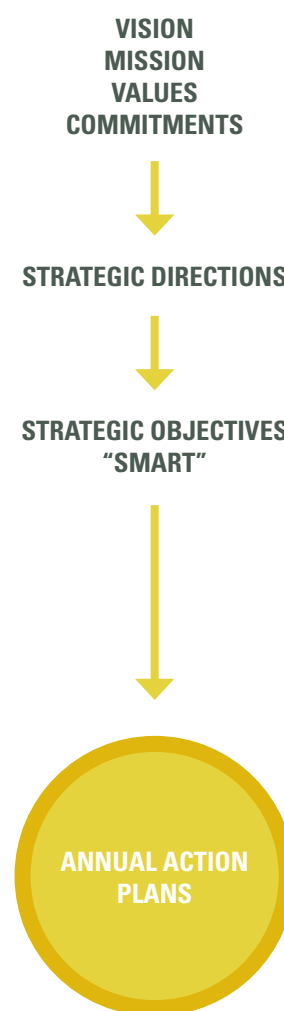 VISION
MISSION
VALUES
COMMITMENTS
STRATEGIC DIRECTIONS
STRATEGIC OBJECTIVES
“SMART”
ANNUAL ACTION
PLANS